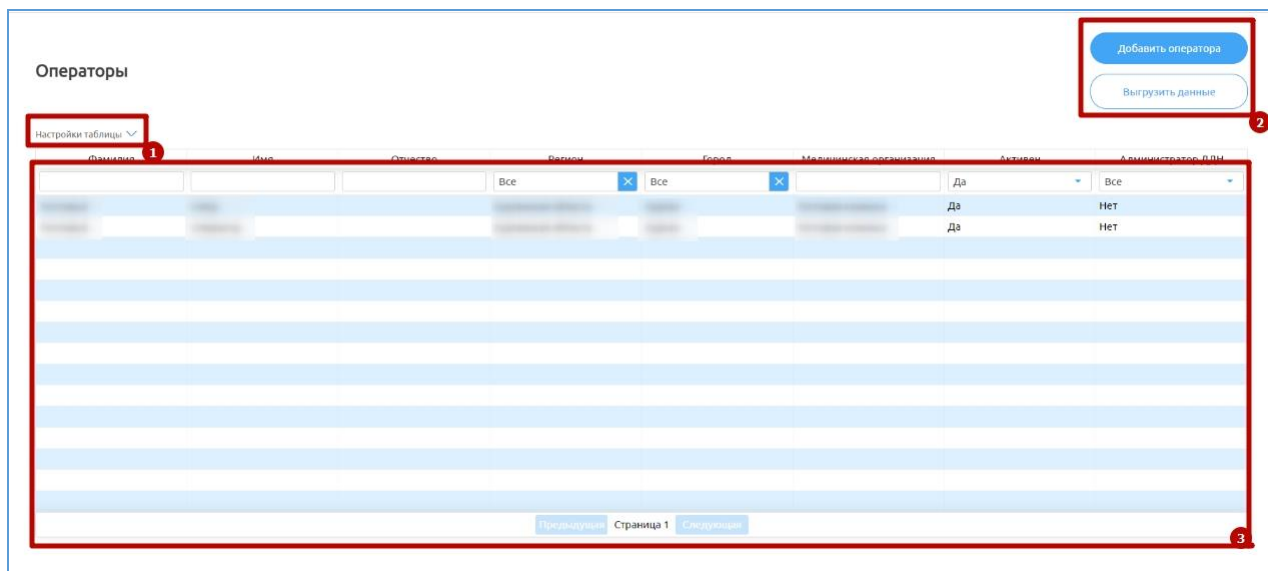 Добавить оператора
Операторы
Выгрузить данные
2
Настройки таблицы
1
Фамилия Имя Отчество Регион Город Медицинская организация Активен Администратор ЛДН
Все Все Да Все
Да Нет
Да Нет
Предыдущая Страница 1 Следующая
3